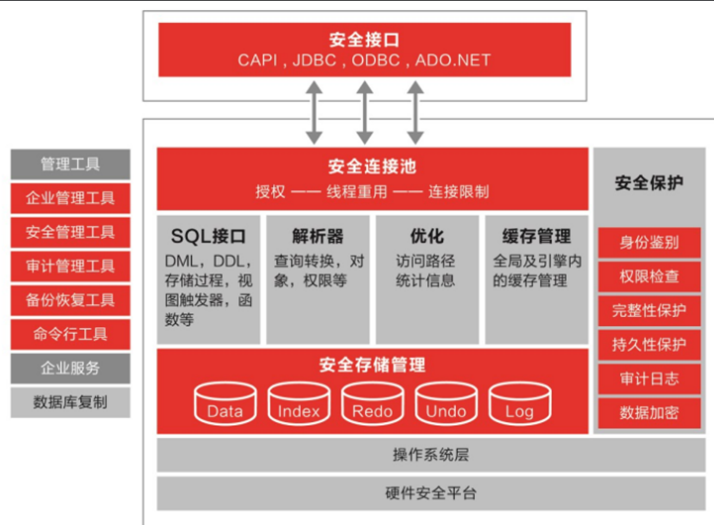 安全接口
CAPI , JDBC , ODBC , ADO.NET
管理工具
企业管理工具
安全管理工具
审计管理工具
备份恢复工具
命令行工具
企业服务
数据库复制
安全连接池
授权 —— 线程重用 —— 连接限制
SQL接口
DML，DDL，
存储过程，视
图触发器，函
数等
解析器
查询转换，对
象，权限等
优化
访问路径
统计信息
缓存管理
全局及引擎内
的缓存管理
安全存储管理
Data
Index
Redo
Undo
Log
安全保护
身份鉴别
权限检查
完整性保护
持久性保护
审计日志
数据加密
操作系统层
硬件安全平台